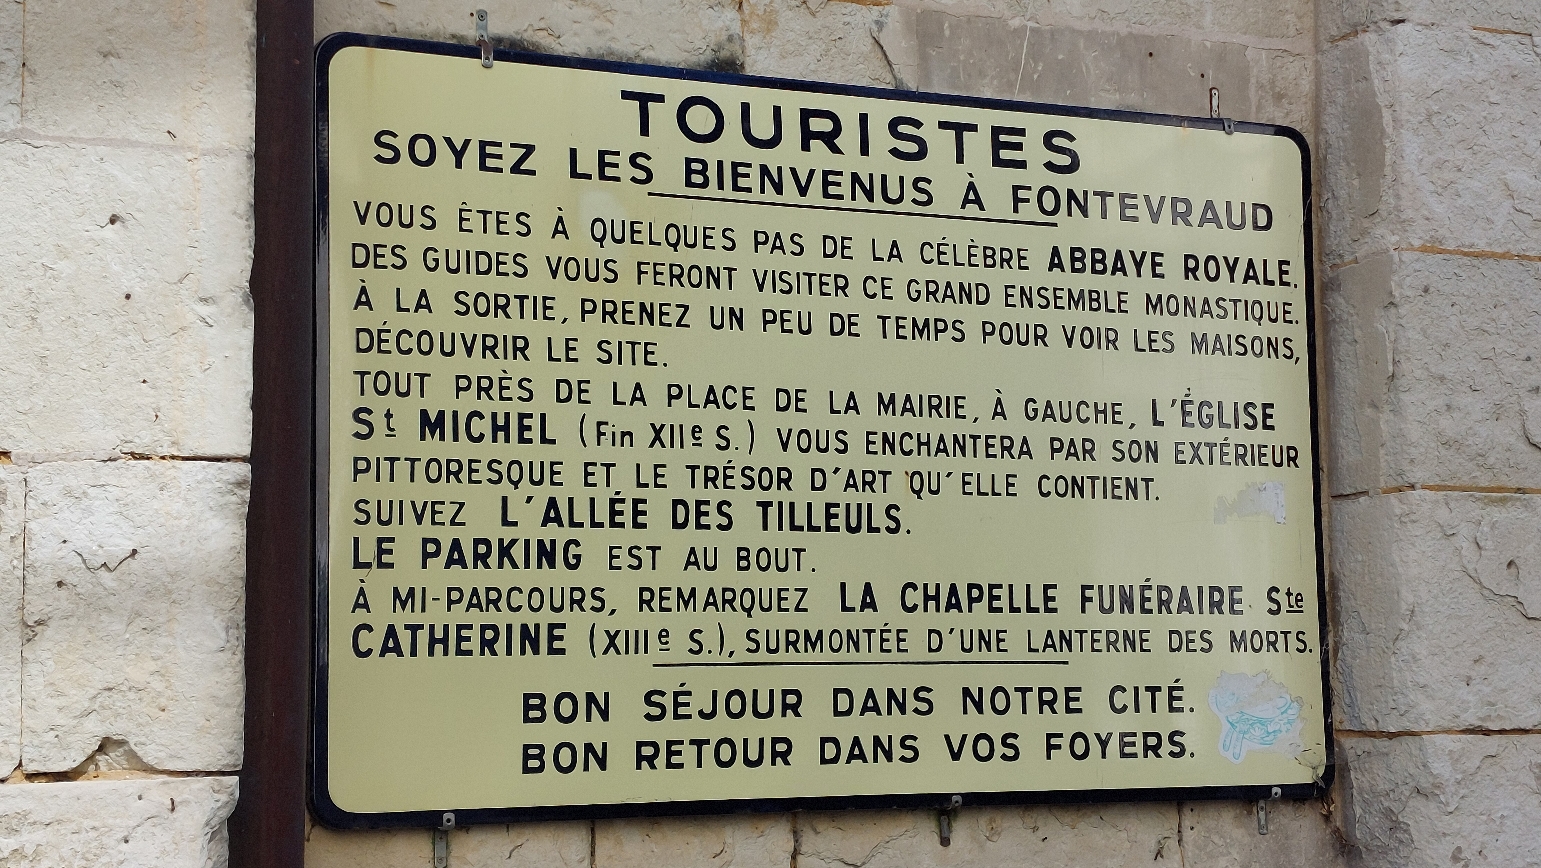 TOURISTES
SOYEZ LES BIENVENUS À FONTEVRAUD
VOUS ÊTES À QUELQUES PAS DE LA CÉLÈBRE ABBAYE ROYALE.
DES GUIDES VOUS FERONT VISITER CE GRAND ENSEMBLE MONASTIQUE.
À LA SORTIE, PRENEZ UN PEU DE TEMPS POUR VOIR LES MAISONS,
DÉCOUVRIR LE SITE.
TOUT PRÈS DE LA PLACE DE LA MAIRIE, À GAUCHE, L'ÉGLISE
St MICHEL (Fin XIIe S.) VOUS ENCHANTERA PAR SON EXTÉRIEUR
PITTORESQUE ET LE TRÉSOR D'ART QU'ELLE CONTIENT.
SUIVEZ L'ALLÉE DES TILLEULS.
LE PARKING EST AU BOUT.
À MI-PARCOURS, REMARQUEZ LA CHAPELLE FUNÉRAIRE Ste
CATHERINE (XIIIe S.), SURMONTÉE D'UNE LANTERNE DES MORTS.
BON SÉJOUR DANS NOTRE CITÉ.
BON RETOUR DANS VOS FOYERS.